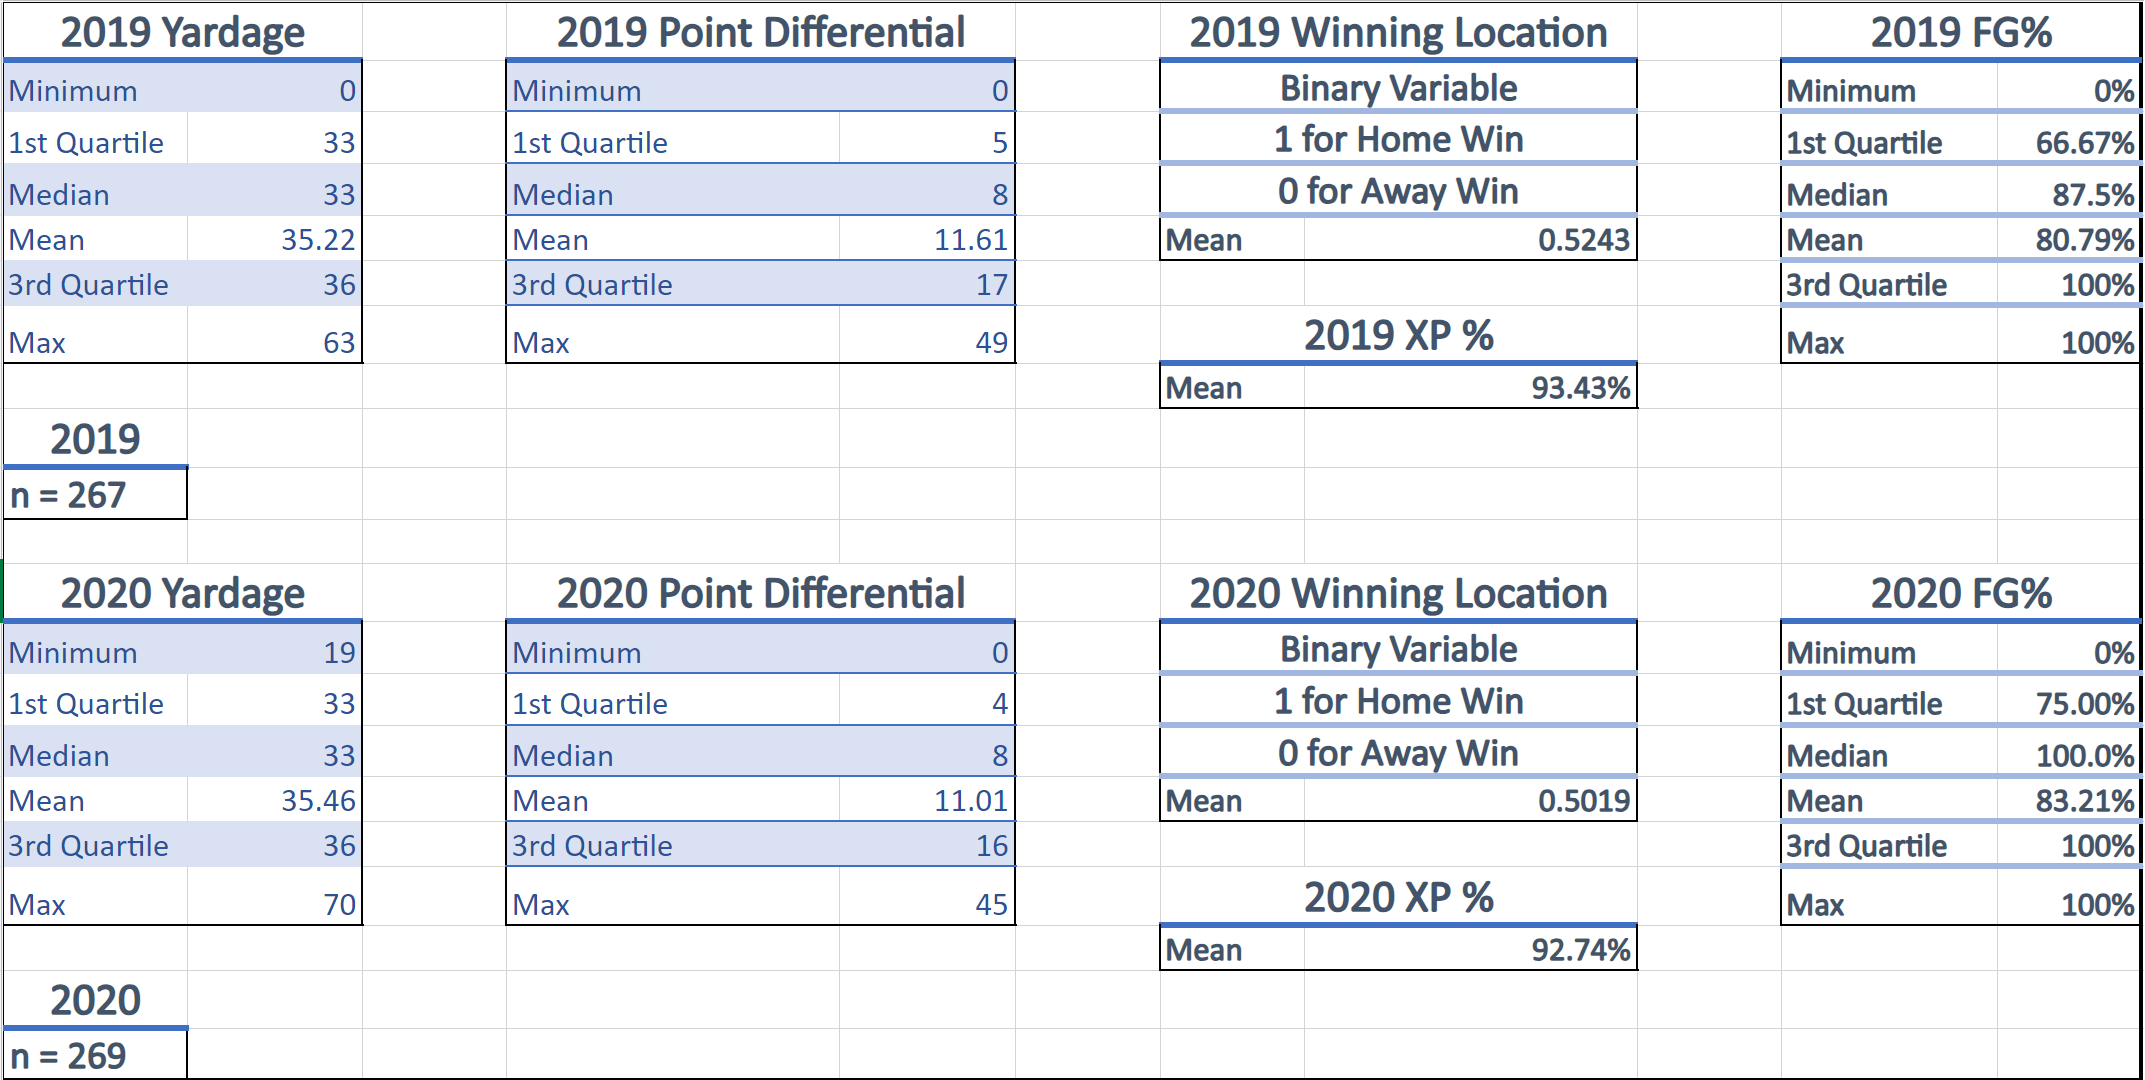 2019 Yardage 2019 Point Differential 2019 Winning Location 2019 FG%
Minimum 0 Minimum 0 Binary Variable Minimum 0%
1st Quartile 33 1st Quartile 5 1 for Home Win 1st Quartile 66.67%
Median 33 Median 8 0 for Away Win Median 87.5%
Mean 35.22 Mean 11.61 Mean 0.5243 Mean 80.79%
3rd Quartile 36 3rd Quartile 17 3rd Quartile 100%
Max 63 Max 49 2019 XP % Max 100%
Mean 93.43%
2019
n = 267
2020 Yardage 2020 Point Differential 2020 Winning Location 2020 FG%
Minimum 19 Minimum 0 Binary Variable Minimum 0%
1st Quartile 33 1st Quartile 4 1 for Home Win 1st Quartile 75.00%
Median 33 Median 8 0 for Away Win Median 100.0%
Mean 35.46 Mean 11.01 Mean 0.5019 Mean 83.21%
3rd Quartile 36 3rd Quartile 16 3rd Quartile 100%
Max 70 Max 45 2020 XP % Max 100%
Mean 92.74%
2020
n = 269